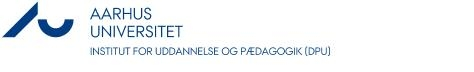 AARHUS
UNIVERSITET
INSTITUT FOR UDDANNELSE OG PÆDAGOGIK (DPU)